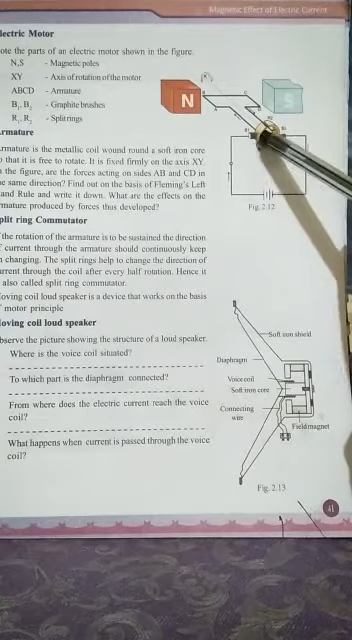 Magnetic Effect of Electric Current
lectric Motor
ote the parts of an electric motor shown in the figure.
N,S - Magnetic poles
XY - Axis of rotation of the motor
ABCD - Armature
B₁, B₂ - Graphite brushes
R₁, R₂ - Split rings
N
S
B1
Fig. 2.12
rmature
rmature is the metallic coil wound round a soft iron core
that it is free to rotate. It is fixed firmly on the axis XY.
the figure, are the forces acting on sides AB and CD in
e same direction? Find out on the basis of Fleming's Left
and Rule and write it down. What are the effects on the
rmature produced by forces thus developed?
plit ring Commutator
the rotation of the armature is to be sustained the direction
current through the armature should continuously keep
changing. The split rings help to change the direction of
urrent through the coil after every half rotation. Hence it
also called split ring commutator.
oving coil loud speaker is a device that works on the basis
motor principle
oving coil loud speaker
bserve the picture showing the structure of a loud speaker.
Where is the voice coil situated?
To which part is the diaphragm connected?
From where does the electric current reach the voice
coil?
What happens when current is passed through the voice
coil?
Soft iron shield
Diaphragm
Voice coil
Soft iron core
Connecting
wire
Field magnet
Fig. 2.13
41